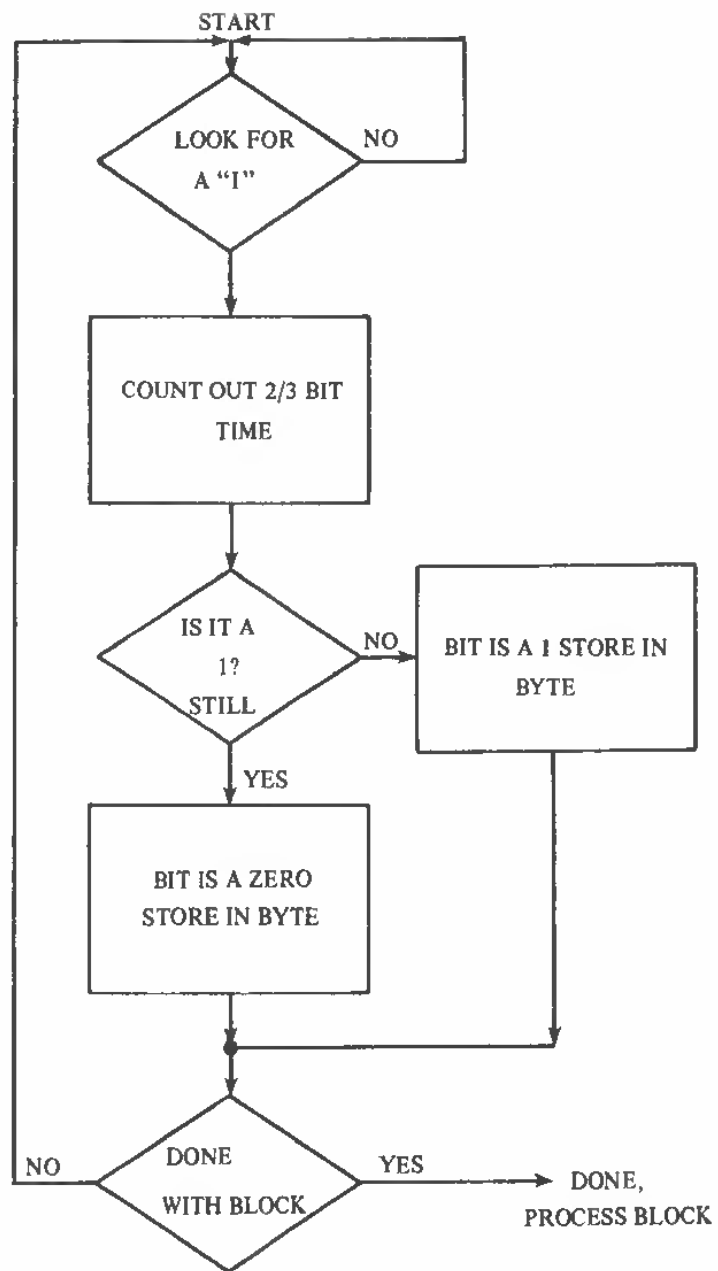 START
LOOK FOR
A "I"
NO
COUNT OUT 2/3 BIT
TIME
IS IT A
1?
STILL
NO
BIT IS A 1 STORE IN
BYTE
YES
BIT IS A ZERO
STORE IN BYTE
DONE
WITH BLOCK
NO
YES
DONE,
PROCESS BLOCK